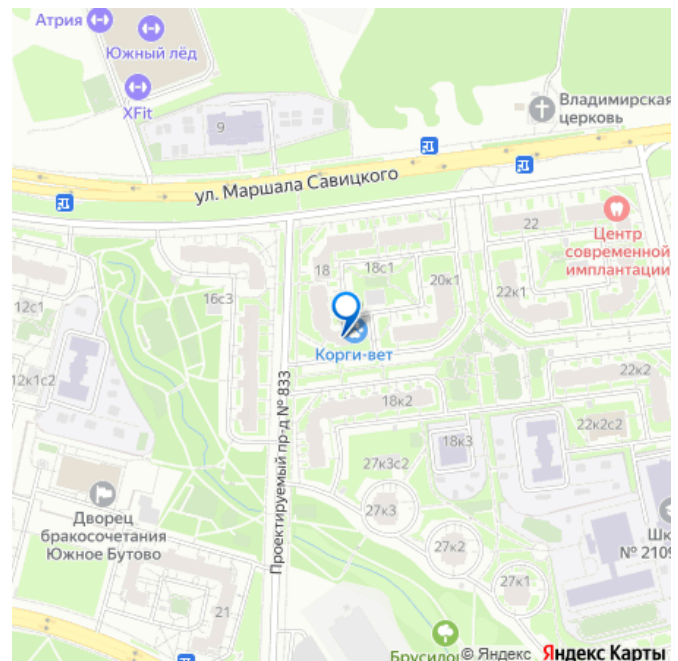 Атрия
Южный лёд
XFit
9
Владимирская
церковь
ул. Маршала Савицкого
22
Центр
современной
имплантации
18
18с1
20к1
22к1
16с3
12с1
Корги-вет
12к1с2
22к2
18к2
22к2с2
18к3
27к3с2
Проектируемый пр-д № 833
27к3
Дворец
бракосочетания
Южное Бутово
27к2
№ 2109
27к1
21
© Яндекс Яндекс Карты